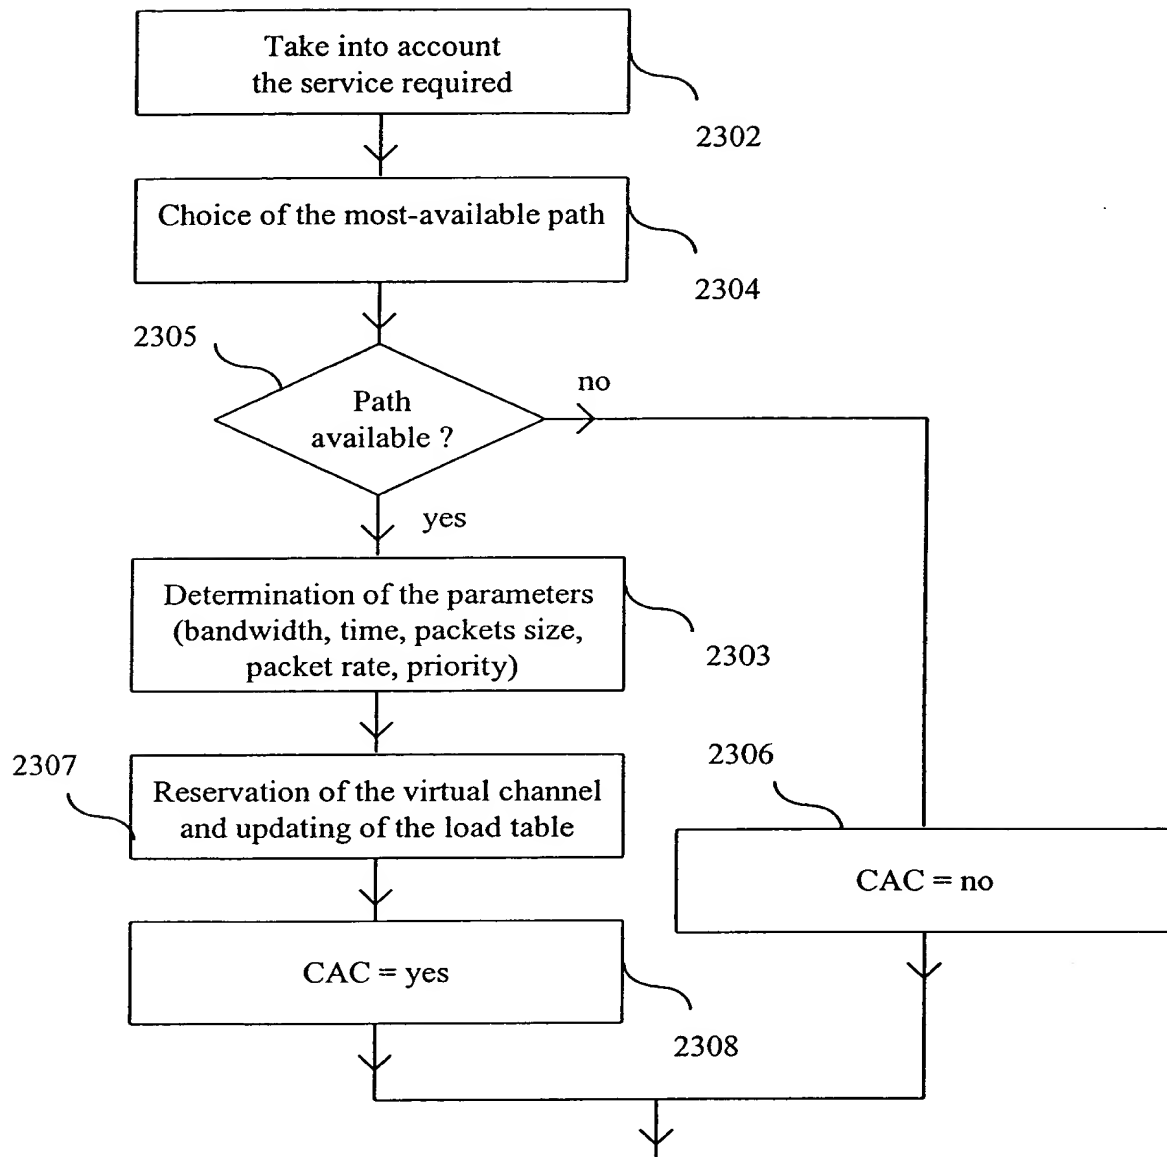 Take into account
the service required
2302
Choice of the most-available path
2304
2305
Path
available ?
no
yes
Determination of the parameters
(bandwidth, time, packets size,
packet rate, priority)
2303
2307
Reservation of the virtual channel
and updating of the load table
2306
CAC = no
CAC = yes
2308